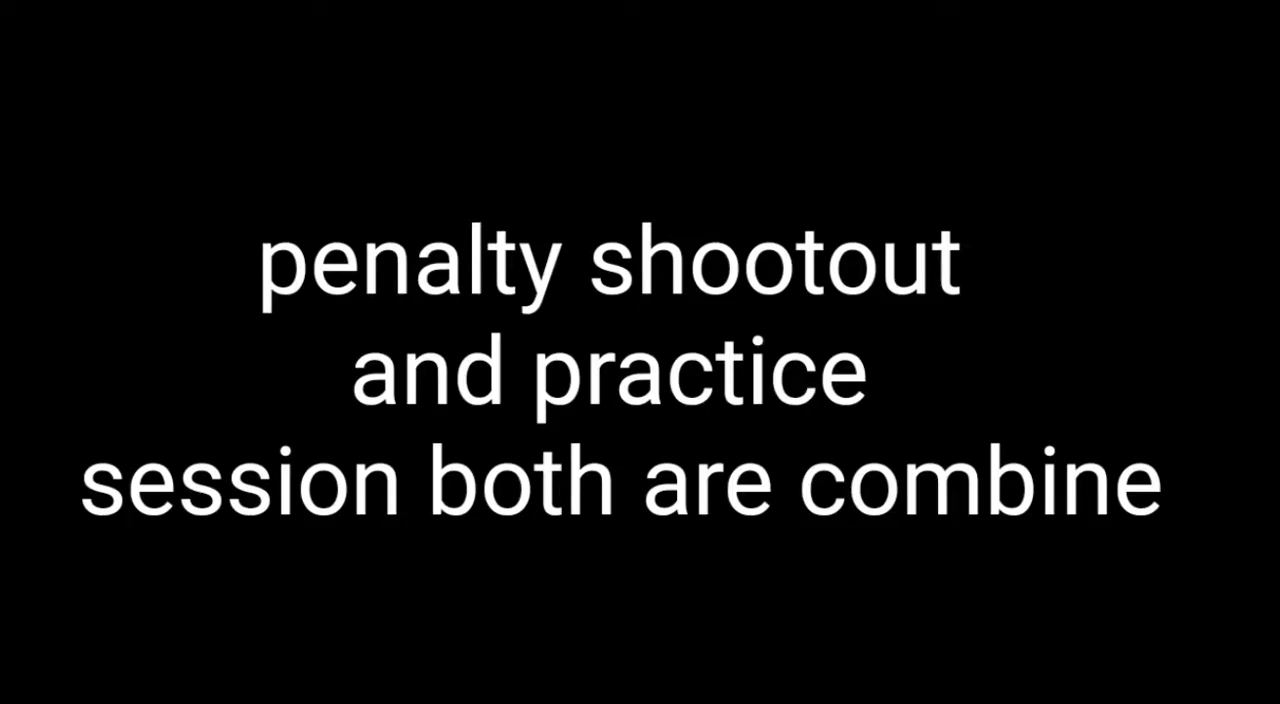 penalty shootout
and practice
session both are combine